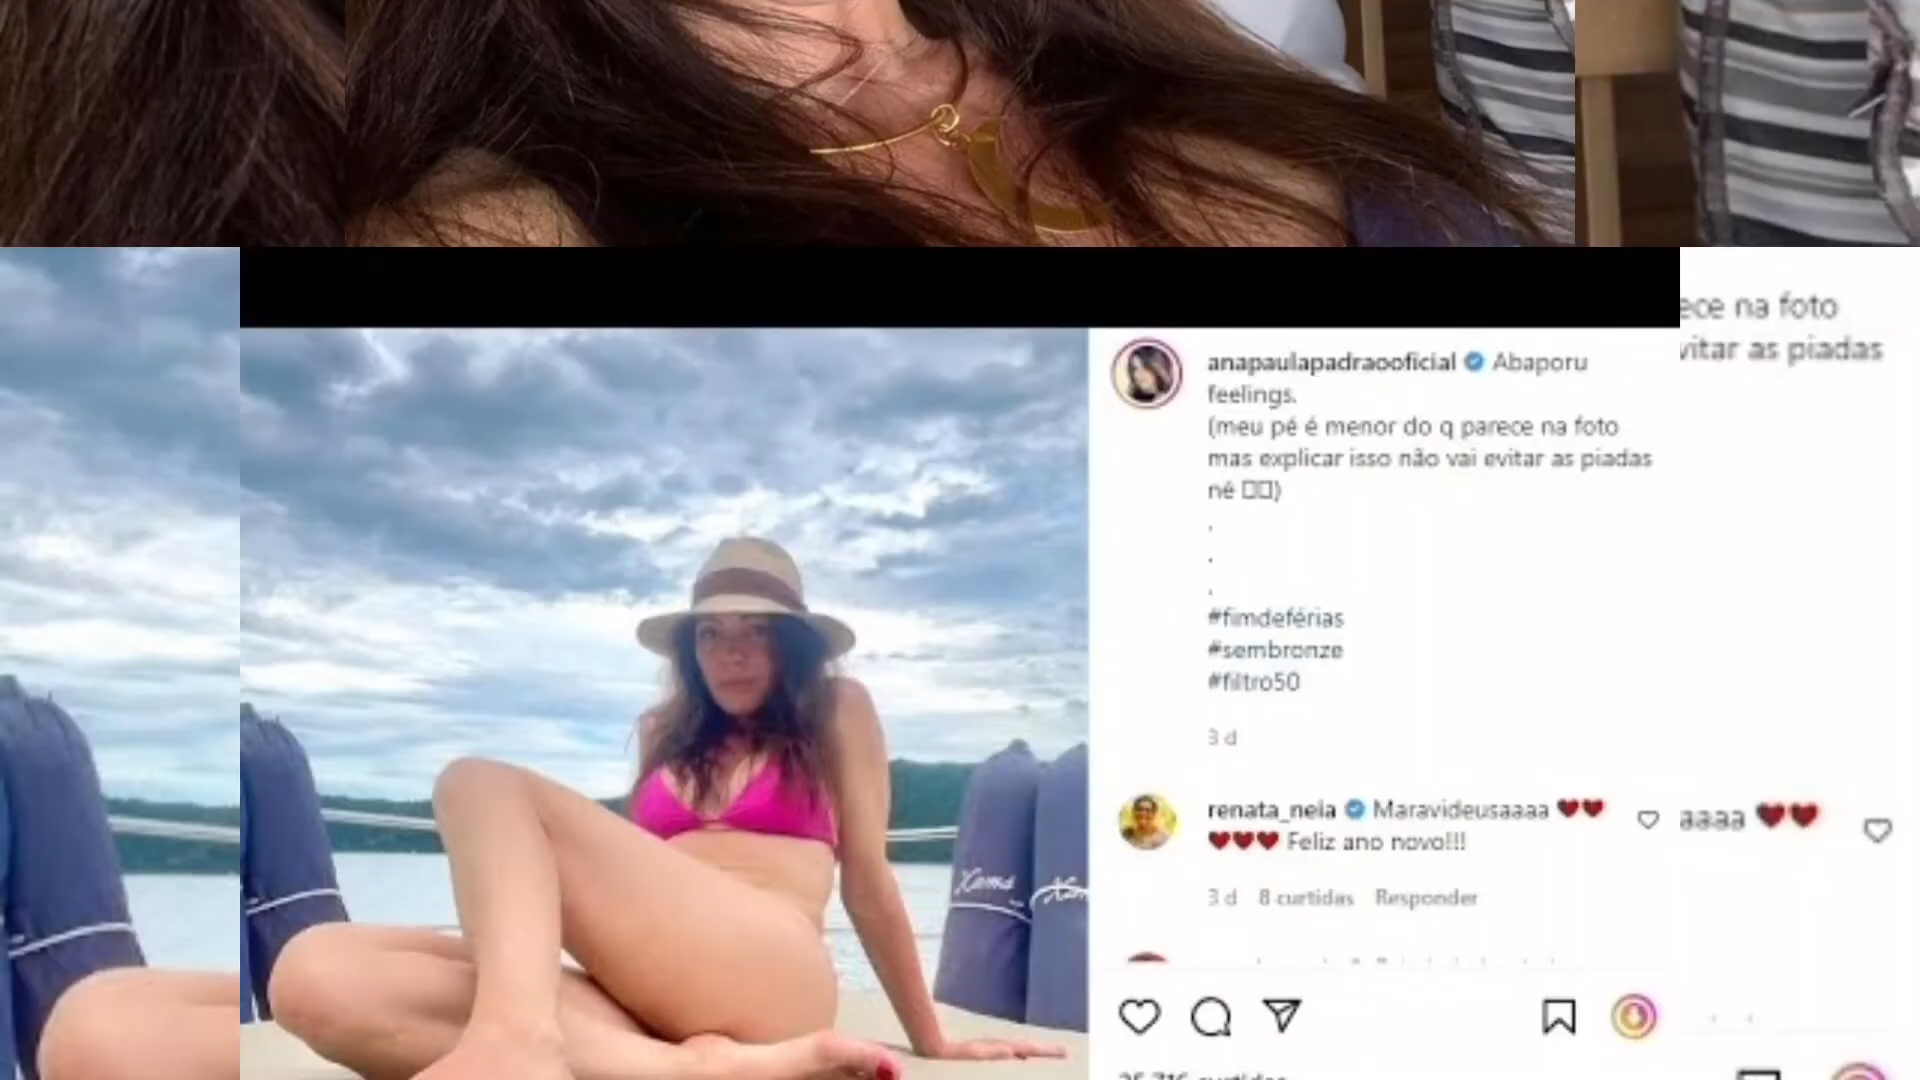 anapaulapadraooficial Abaporu
feelings.
(meu pé é menor do q parece na foto
mas explicar isso não vai evitar as piadas
né 🤷‍♀️)
.
.
.
#fimdeférias
#sembronze
#filtro50
3 d
renata_neia Maravideusaaaa ❤❤
❤❤❤ Feliz ano novo!!!
3 d 8 curtidas Responder
ece na foto
vitar as piadas
aaaa ❤❤
Xams